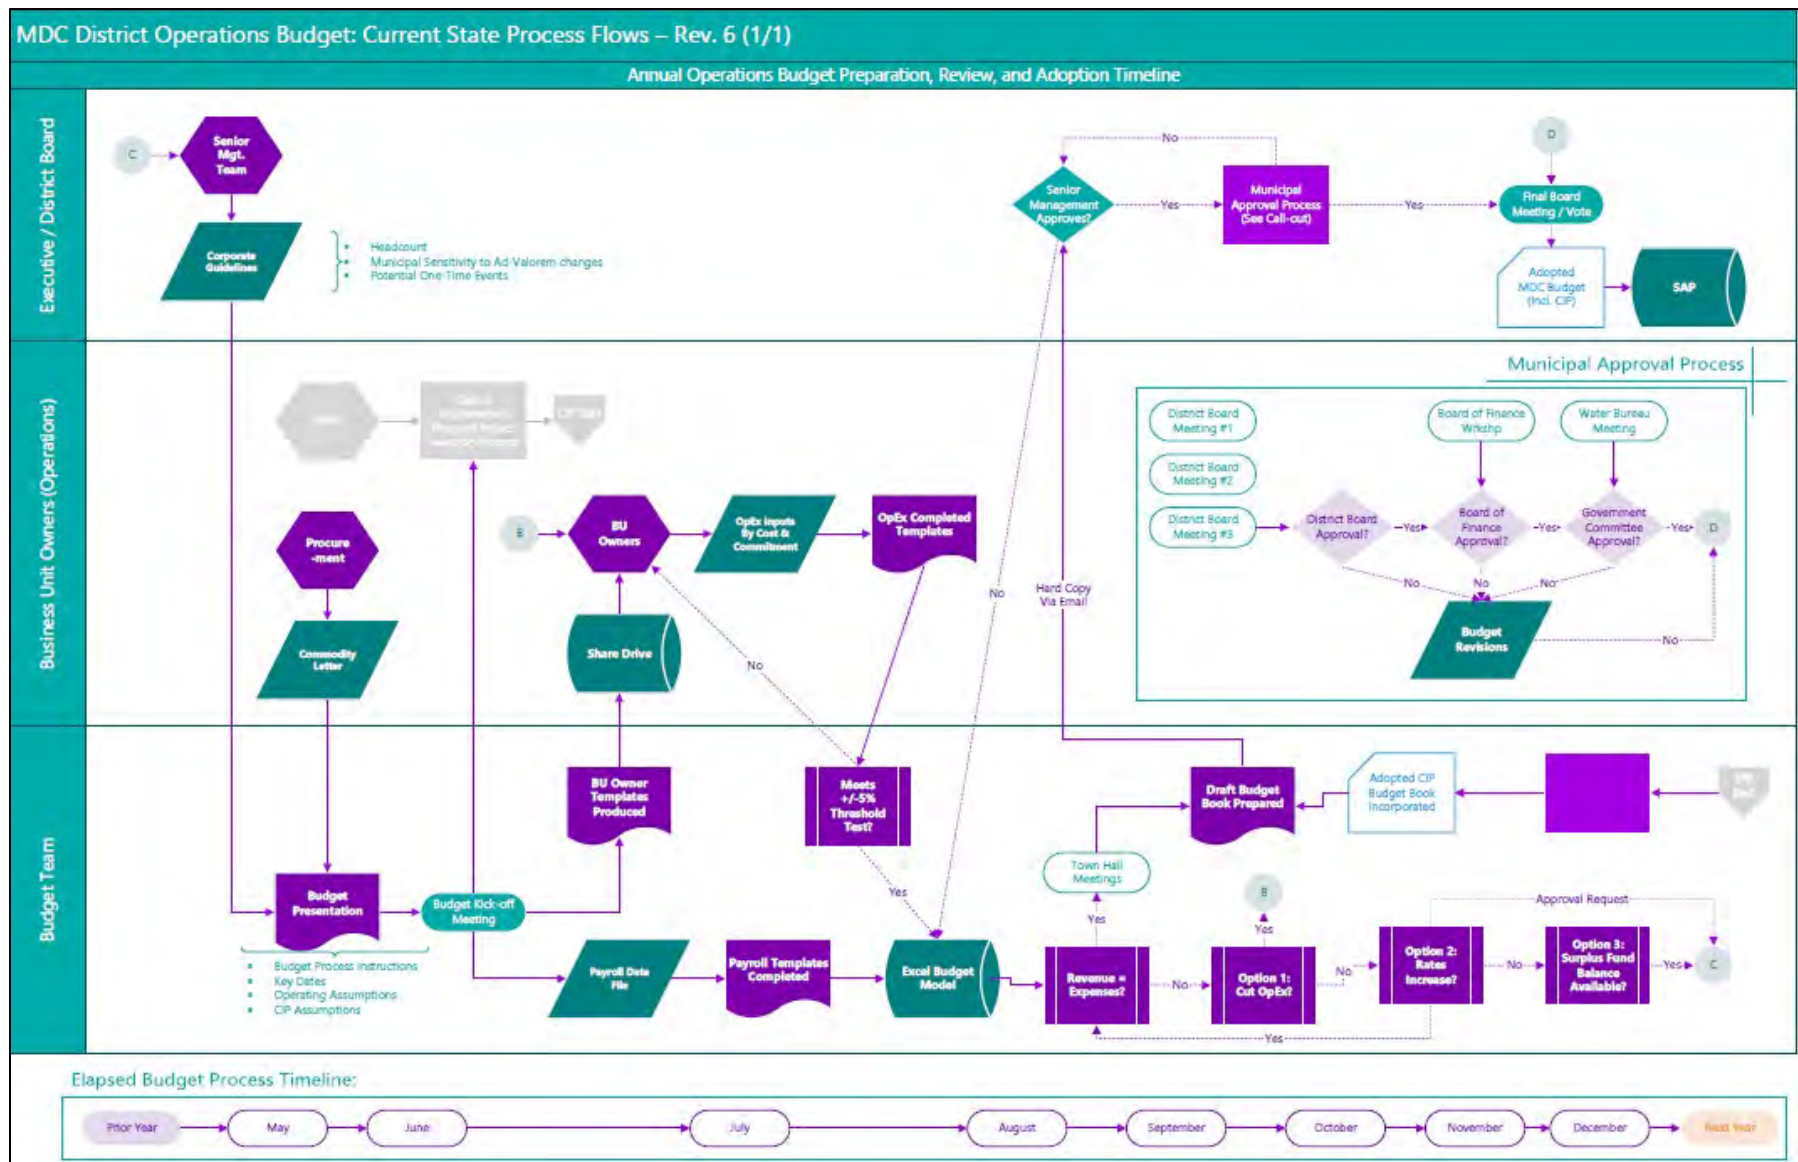 MDC District Operations Budget: Current State Process Flows – Rev. 6 (1/1)
Annual Operations Budget Preparation, Review, and Adoption Timeline
Executive / District Board
C
Senior
Mgt.
Team
Corporate
Guidelines
Headcount
Municipal Sensitivity to Ad-Valorem changes
Potential One-Time Events
No
Senior
Management
Approves?
Yes
Municipal
Approval Process
(See Call-out)
Yes
D
Final Board
Meeting / Vote
Adopted
MDC Budget
(Incl. CIP)
SAP
Business Unit Owners (Operations)
Procure
-ment
Commodity
Letter
B
BU
Owners
OpEx Inputs
By Cost &
Commitment
OpEx Completed
Templates
Share Drive
No
No
Hard Copy
Via Email
Municipal Approval Process
District Board
Meeting #1
District Board
Meeting #2
District Board
Meeting #3
Board of Finance
Wrkshp
Water Bureau
Meeting
District Board
Approval?
Yes
Board of
Finance
Approval?
Yes
Government
Committee
Approval?
Yes
D
No
No
No
Budget
Revisions
No
Budget Team
BU Owner
Templates
Produced
Meets
+/-5%
Threshold
Test?
Yes
Draft Budget
Book Prepared
Adopted CIP
Budget Book
Incorporated
Town Hall
Meetings
Yes
Budget
Presentation
Budget Kick-off
Meeting
Budget Process Instructions
Key Dates
Operating Assumptions
CIP Assumptions
Payroll Data
File
Payroll Templates
Completed
Excel Budget
Model
Revenue =
Expenses?
No
B
Yes
Option 1:
Cut OpEx?
No
Option 2:
Rates
Increase?
Approval Request
No
Option 3:
Surplus Fund
Balance
Available?
Yes
C
Yes
Elapsed Budget Process Timeline:
Prior Year
May
June
July
August
September
October
November
December
Next Year